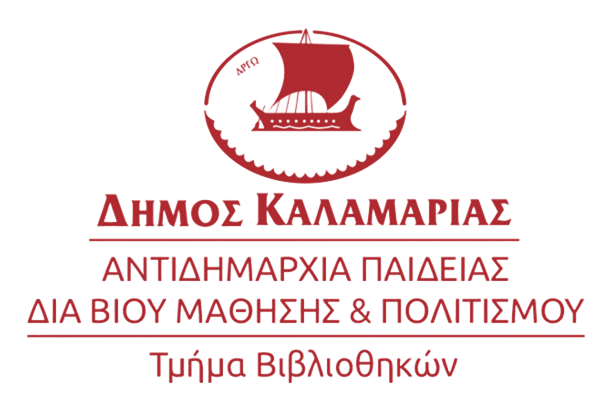 ΑΡΓΩ
ΔΗΜΟΣ ΚΑΛΑΜΑΡΙΑΣ
ΑΝΤΙΔΗΜΑΡΧΙΑ ΠΑΙΔΕΙΑΣ
ΔΙΑ ΒΙΟΥ ΜΑΘΗΣΗΣ & ΠΟΛΙΤΙΣΜΟΥ
Τμήμα Βιβλιοθηκών